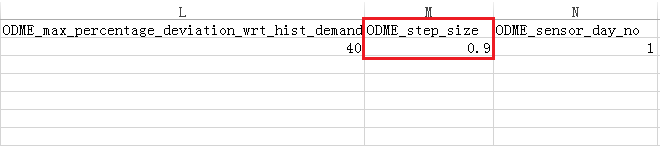 L M N
ODME_max_percentage_deviation_wrt_hist_demand ODME_step_size ODME_sensor_day_no
40 0.9 1